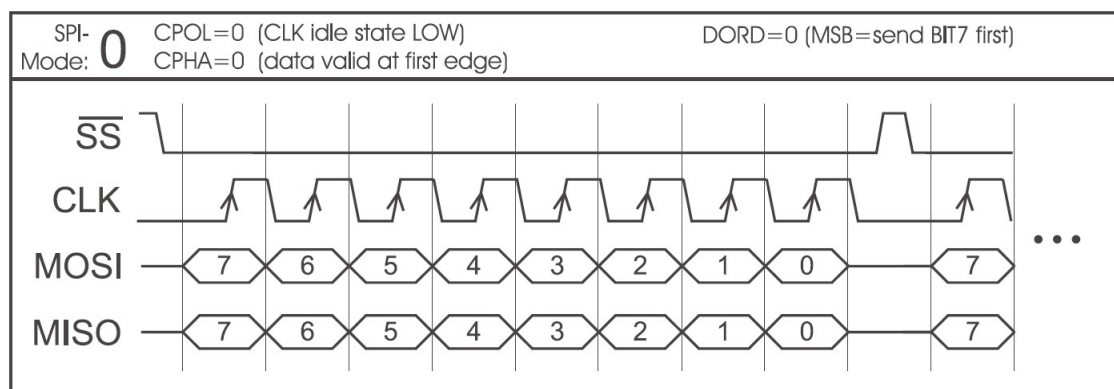 SPI-Mode: 0
CPOL=0 (CLK idle state LOW)
CPHA=0 (data valid at first edge)
DORD=0 (MSB=send BIT7 first)
SS
CLK
MOSI 7 6 5 4 3 2 1 0 7
MISO 7 6 5 4 3 2 1 0 7